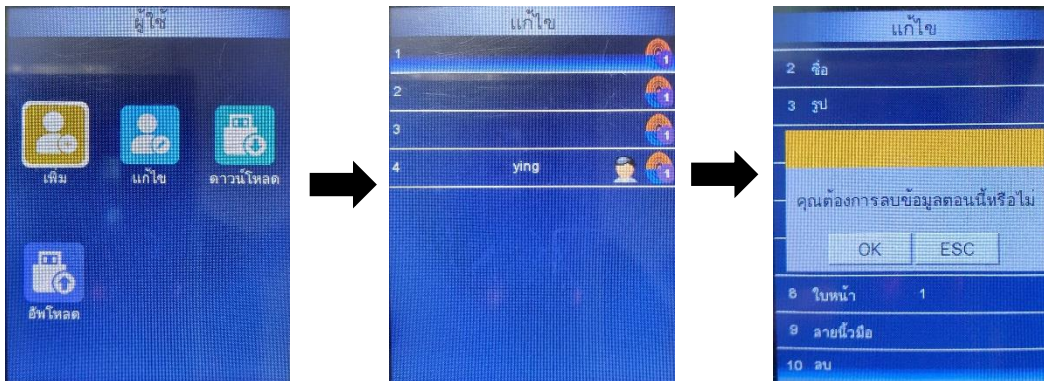 ผู้ใช้
เพิ่ม
แก้ไข
ดาวน์โหลด
อัพโหลด
แก้ไข
1 1
2 1
3 1
4 ying 1
แก้ไข
2 ชื่อ
3 รูป
คุณต้องการลบข้อมูลตอนนี้หรือไม่
OK ESC
8 ใบหน้า 1
9 ลายนิ้วมือ
10 ลบ